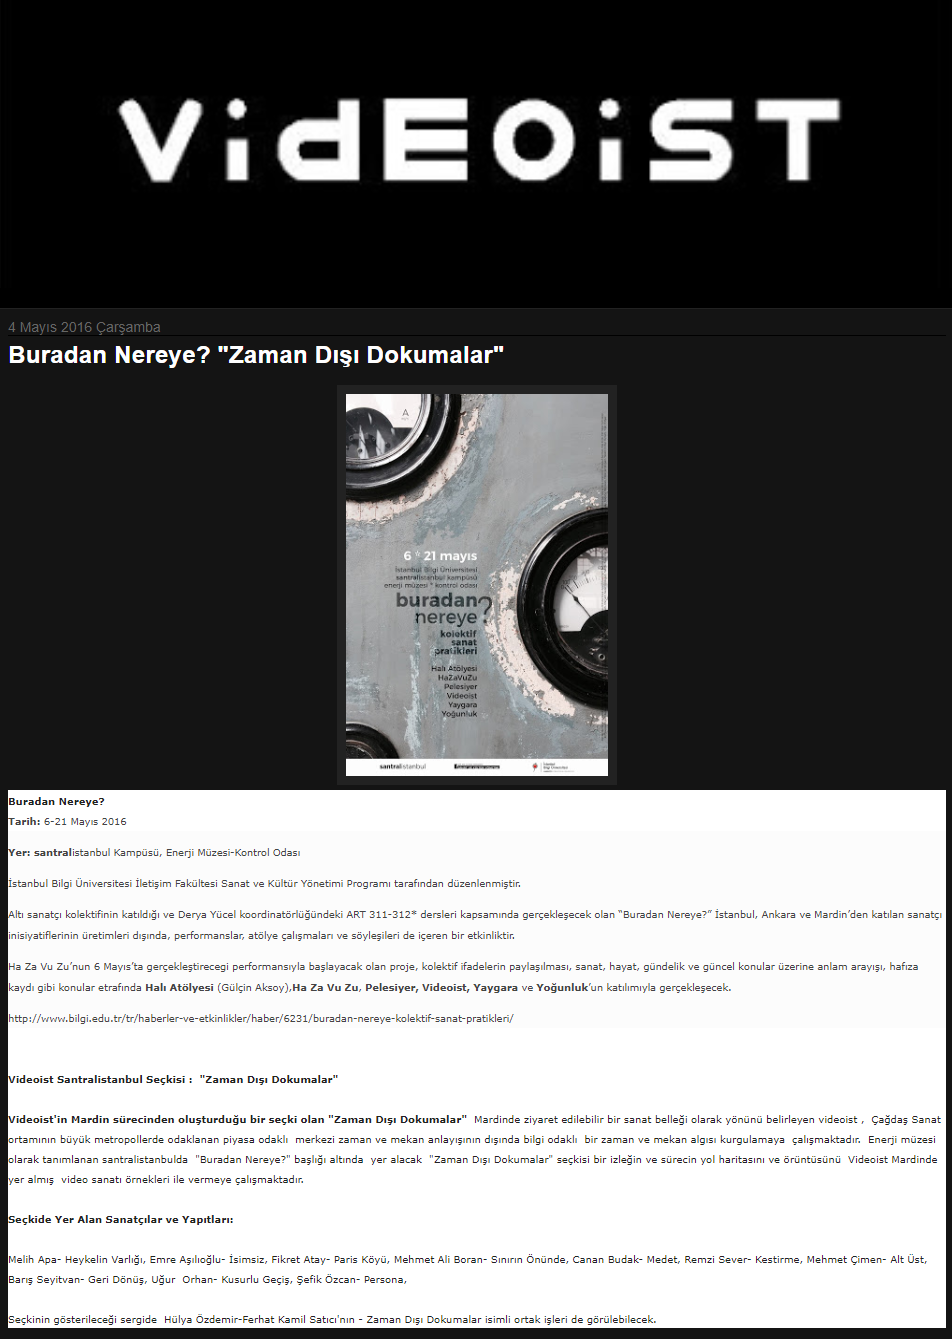 ViDEOiST
4 Mayıs 2016 Çarşamba
Buradan Nereye? "Zaman Dışı Dokumalar"
A
6 21 mayıs
İstanbul Bilgi Üniversitesi
santralistanbul kampüsü
enerji müzesi * kontrol odası
buradan
nereye?
kolektif
sanat
pratikleri
Halı Atölyesi
HaZaVuZu
Pelesiyer
Videoist
Yaygara
Yoğunluk
santralistanbul
İstanbul
Bilgi Üniversitesi
Buradan Nereye?
Tarih: 6-21 Mayıs 2016
Yer: santralistanbul Kampüsü, Enerji Müzesi-Kontrol Odası
İstanbul Bilgi Üniversitesi İletişim Fakültesi Sanat ve Kültür Yönetimi Programı tarafından düzenlenmiştir.
Altı sanatçı kolektifinin katıldığı ve Derya Yücel koordinatörlüğündeki ART 311-312* dersleri kapsamında gerçekleşecek olan “Buradan Nereye?” İstanbul, Ankara ve Mardin’den katılan sanatçı
inisiyatiflerinin üretimleri dışında, performanslar, atölye çalışmaları ve söyleşileri de içeren bir etkinliktir.
Ha Za Vu Zu’nun 6 Mayıs’ta gerçekleştirecegi performansıyla başlayacak olan proje, kolektif ifadelerin paylaşılması, sanat, hayat, gündelik ve güncel konular üzerine anlam arayışı, hafıza
kaydı gibi konular etrafında Halı Atölyesi (Gülçin Aksoy),Ha Za Vu Zu, Pelesiyer, Videoist, Yaygara ve Yoğunluk’un katılımıyla gerçekleşecek.
http://www.bilgi.edu.tr/tr/haberler-ve-etkinlikler/haber/6231/buradan-nereye-kolektif-sanat-pratikleri/
Videoist Santralistanbul Seçkisi :  "Zaman Dışı Dokumalar"
Videoist'in Mardin sürecinden oluşturduğu bir seçki olan "Zaman Dışı Dokumalar"  Mardinde ziyaret edilebilir bir sanat belleği olarak yönünü belirleyen videoist ,  Çağdaş Sanat
ortamının büyük metropollerde odaklanan piyasa odaklı  merkezi zaman ve mekan anlayışının dışında bilgi odaklı  bir zaman ve mekan algısı kurgulamaya  çalışmaktadır.  Enerji müzesi
olarak tanımlanan santralistanbulda  "Buradan Nereye?" başlığı altında  yer alacak  "Zaman Dışı Dokumalar" seçkisi bir izleğin ve sürecin yol haritasını ve örüntüsünü  Videoist Mardinde
yer almış  video sanatı örnekleri ile vermeye çalışmaktadır.
Seçkide Yer Alan Sanatçılar ve Yapıtları:
Melih Apa- Heykelin Varlığı, Emre Aşılıoğlu- İsimsiz, Fikret Atay- Paris Köyü, Mehmet Ali Boran- Sınırın Önünde, Canan Budak- Medet, Remzi Sever- Kestirme, Mehmet Çimen- Alt Üst,
Barış Seyitvan- Geri Dönüş, Uğur  Orhan- Kusurlu Geçiş, Şefik Özcan- Persona,
Seçkinin gösterileceği sergide  Hülya Özdemir-Ferhat Kamil Satıcı'nın - Zaman Dışı Dokumalar isimli ortak işleri de görülebilecek.